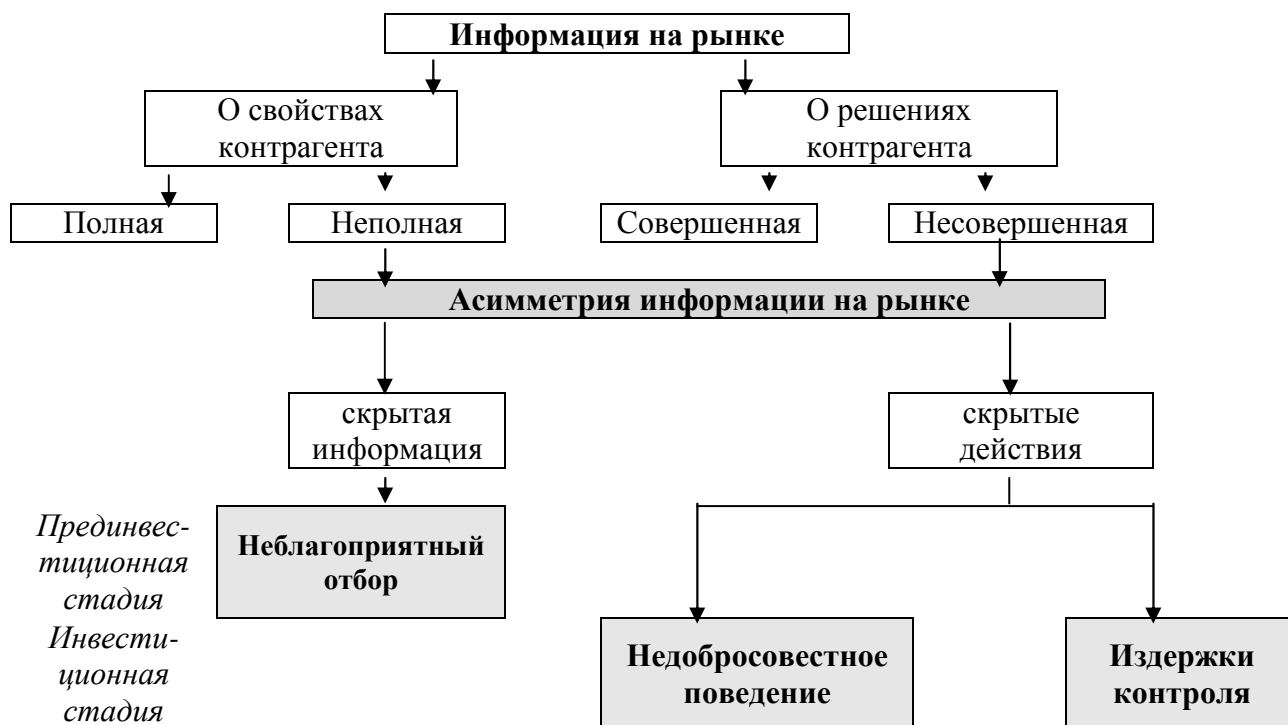 Информация на рынке
О свойствах
контрагента
О решениях
контрагента
Полная
Неполная
Совершенная
Несовершенная
Асимметрия информации на рынке
скрытая
информация
скрытые
действия
Прединвес-
тиционная
стадия
Неблагоприятный
отбор
Инвести-
ционная
стадия
Недобросовестное
поведение
Издержки
контроля